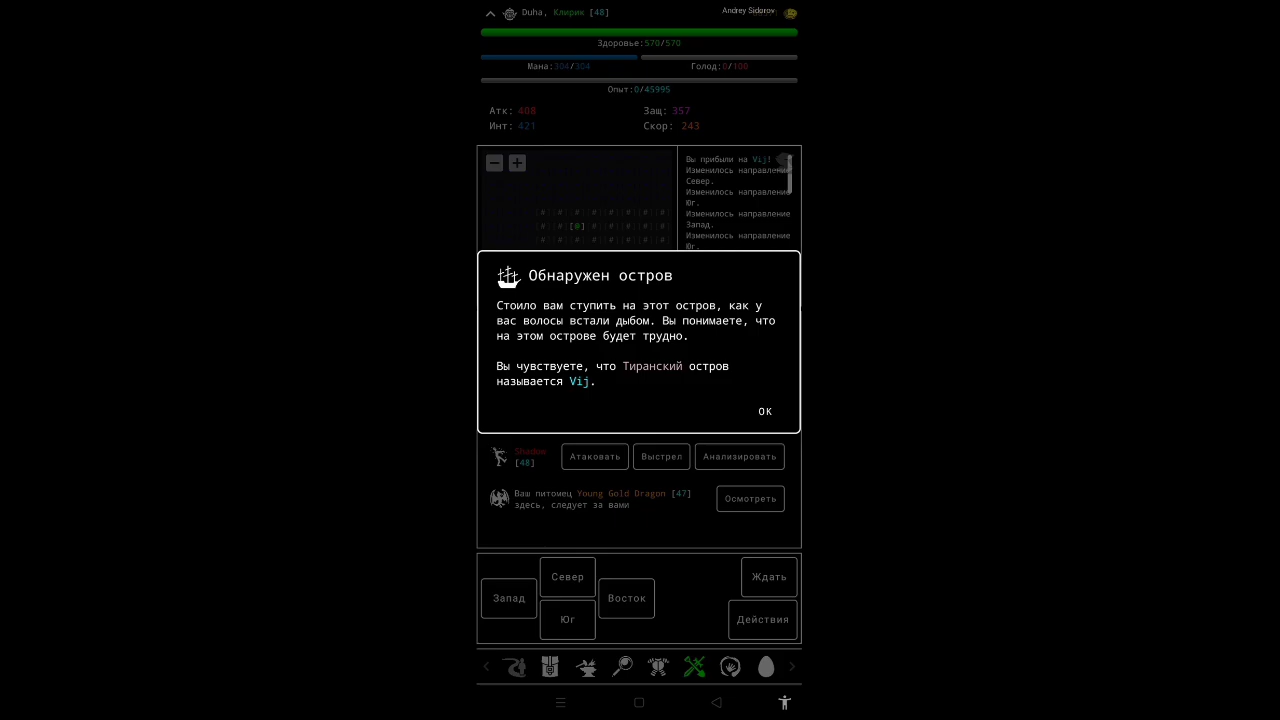 Duha, Клирик [48]
Andrey Sidorov
Здоровье:570/570
Мана:304/304
Голод:0/100
Опыт:0/45995
Атк: 408
Защ: 357
Инт: 421
Скор: 243
− +
Вы прибыли на Vij!
Изменилось направление
Север.
Изменилось направление
Юг.
Изменилось направление
Запад.
Изменилось направление
Юг.
# # # # # # # #
# # [@] # # # # #
# # # # # # # #
Обнаружен остров
Стоило вам ступить на этот остров, как у
вас волосы встали дыбом. Вы понимаете, что
на этом острове будет трудно.
Вы чувствуете, что Тиранский остров
называется Vij.
OK
Shadow
[48]
Атаковать
Выстрел
Анализировать
Ваш питомец Young Gold Dragon [47]
здесь, следует за вами
Осмотреть
Запад
Север
Юг
Восток
Ждать
Действия